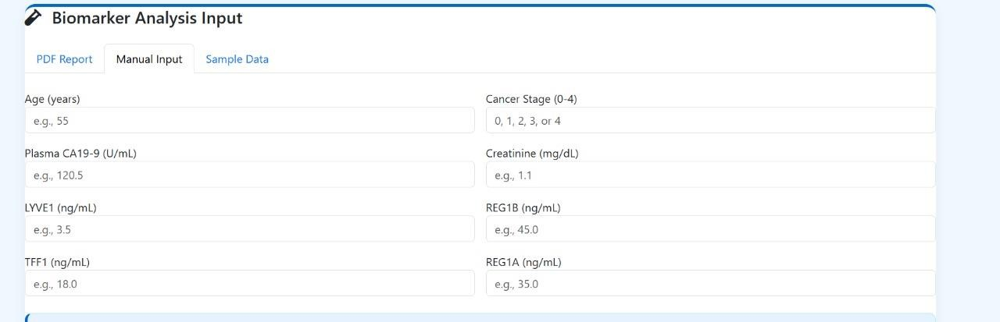 Biomarker Analysis Input
PDF Report Manual Input Sample Data
Age (years) Cancer Stage (0-4)
e.g., 55 0, 1, 2, 3, or 4
Plasma CA19-9 (U/mL) Creatinine (mg/dL)
e.g., 120.5 e.g., 1.1
LYVE1 (ng/mL) REG1B (ng/mL)
e.g., 3.5 e.g., 45.0
TFF1 (ng/mL) REG1A (ng/mL)
e.g., 18.0 e.g., 35.0